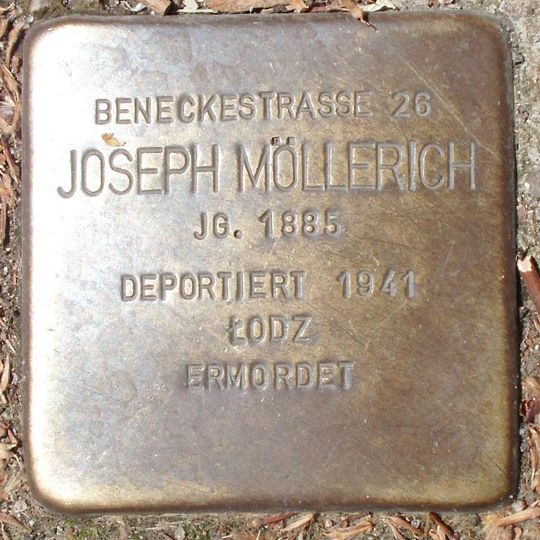 BENECKESTRASSE 26
JOSEPH MÖLLERICH
JG. 1885
DEPORTIERT 1941
ŁODZ
ERMORDET